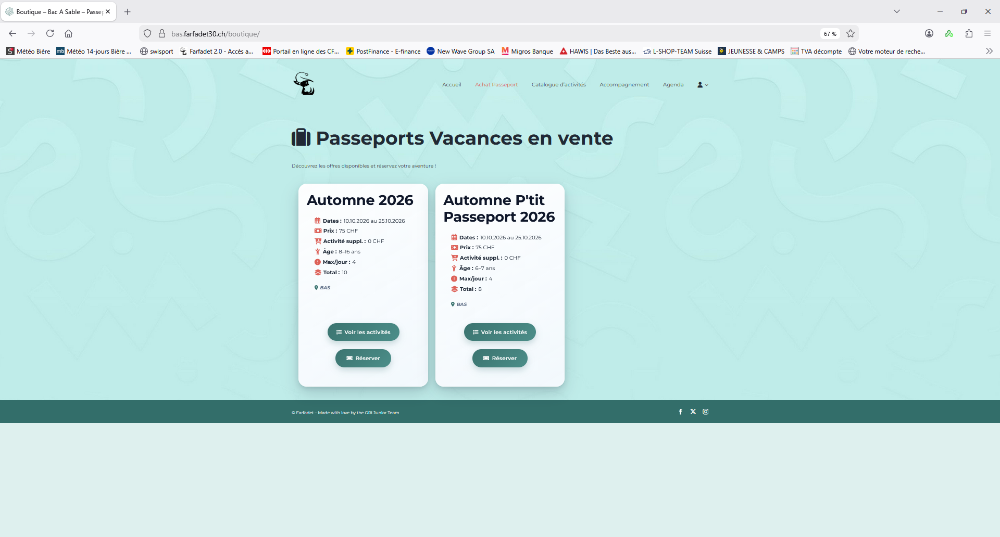 Boutique – Bac A Sable – Passep
bas.farfadet30.ch/boutique/
67 %
Météo Bière
Météo 14-jours Bière ...
swisport
Farfadet 2.0 - Accès a...
Portail en ligne des CF...
PostFinance - E-finance
New Wave Group SA
Migros Banque
HAWIS | Das Beste aus...
L-SHOP-TEAM Suisse
JEUNESSE & CAMPS
TVA décompte
Votre moteur de reche...
Accueil
Achat Passeport
Catalogue d'activités
Accompagnement
Agenda
Passeports Vacances en vente
Découvrez les offres disponibles et réservez votre aventure !
Automne 2026
Dates : 10.10.2026 au 25.10.2026
Prix : 75 CHF
Activité suppl. : 0 CHF
Âge : 8–16 ans
Max/jour : 4
Total : 10
BAS
Voir les activités
Réserver
Automne P'tit
Passeport 2026
Dates : 10.10.2026 au 25.10.2026
Prix : 75 CHF
Activité suppl. : 0 CHF
Âge : 6–7 ans
Max/jour : 4
Total : 8
BAS
Voir les activités
Réserver
© Farfadet – Made with love by the GRI Junior Team